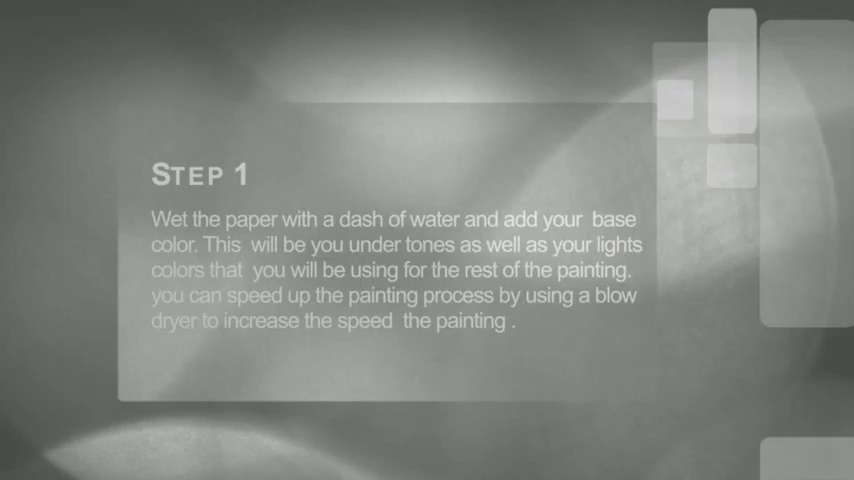 STEP 1
Wet the paper with a dash of water and add your base
color. This will be you under tones as well as your lights
colors that you will be using for the rest of the painting.
you can speed up the painting process by using a blow
dryer to increase the speed the painting .